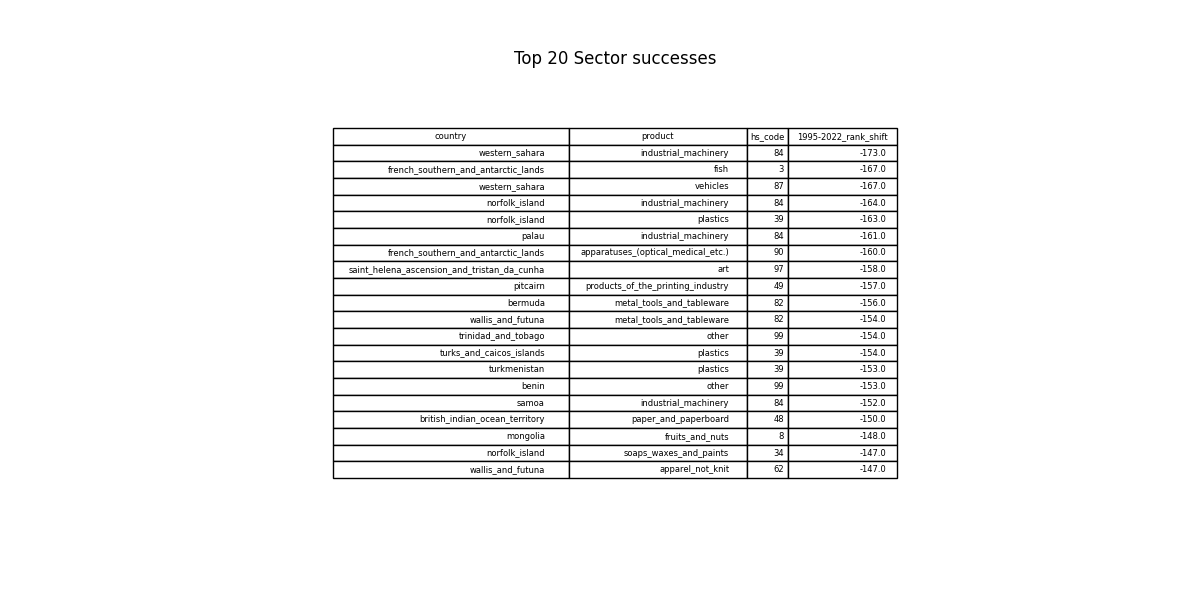 Top 20 Sector successes
country product hs_code 1995-2022_rank_shift
western_sahara industrial_machinery 84 -173.0
french_southern_and_antarctic_lands fish 3 -167.0
western_sahara vehicles 87 -167.0
norfolk_island industrial_machinery 84 -164.0
norfolk_island plastics 39 -163.0
palau industrial_machinery 84 -161.0
french_southern_and_antarctic_lands apparatuses_(optical_medical_etc.) 90 -160.0
saint_helena_ascension_and_tristan_da_cunha art 97 -158.0
pitcairn products_of_the_printing_industry 49 -157.0
bermuda metal_tools_and_tableware 82 -156.0
wallis_and_futuna metal_tools_and_tableware 82 -154.0
trinidad_and_tobago other 99 -154.0
turks_and_caicos_islands plastics 39 -154.0
turkmenistan plastics 39 -153.0
benin other 99 -153.0
samoa industrial_machinery 84 -152.0
british_indian_ocean_territory paper_and_paperboard 48 -150.0
mongolia fruits_and_nuts 8 -148.0
norfolk_island soaps_waxes_and_paints 34 -147.0
wallis_and_futuna apparel_not_knit 62 -147.0